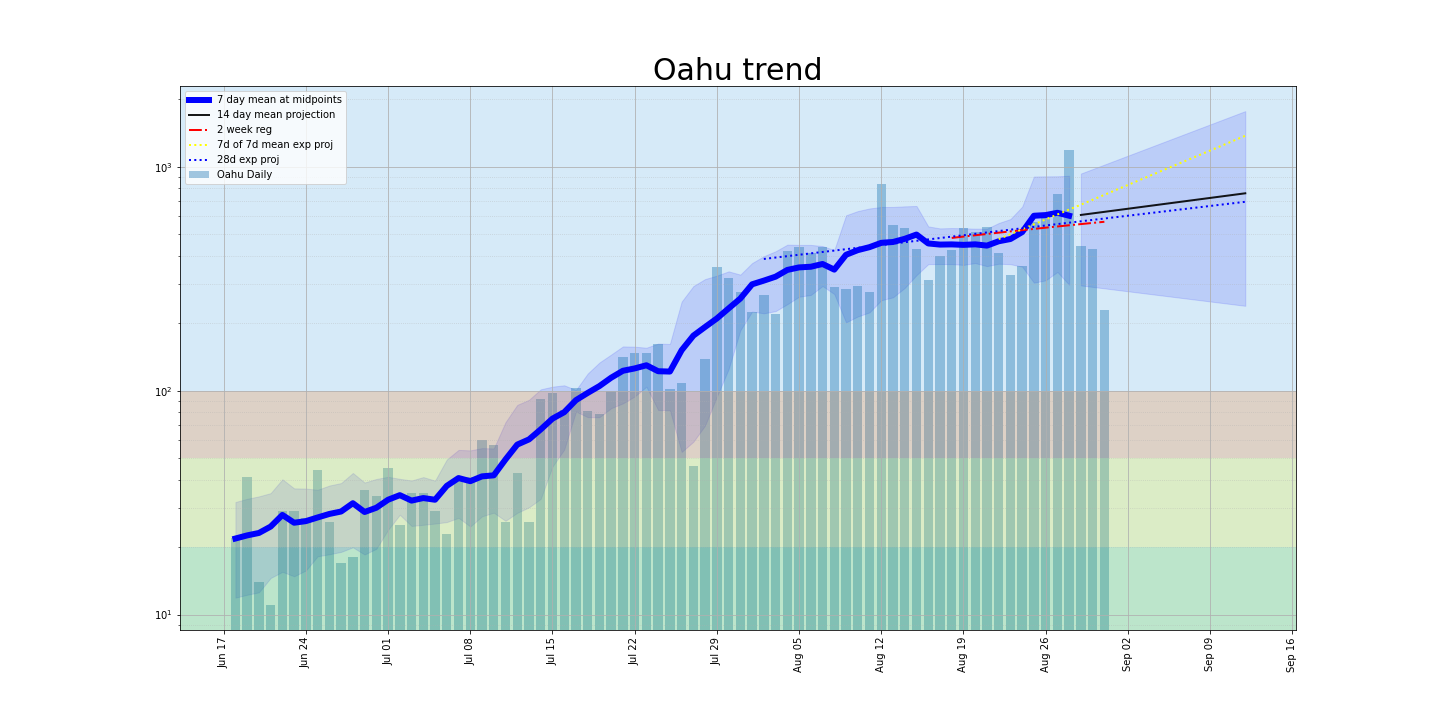 Oahu trend
7 day mean at midpoints
14 day mean projection
2 week reg
7d of 7d mean exp proj
28d exp proj
Oahu Daily
10³
10²
10¹
Jun 17
Jun 24
Jul 01
Jul 08
Jul 15
Jul 22
Jul 29
Aug 05
Aug 12
Aug 19
Aug 26
Sep 02
Sep 09
Sep 16